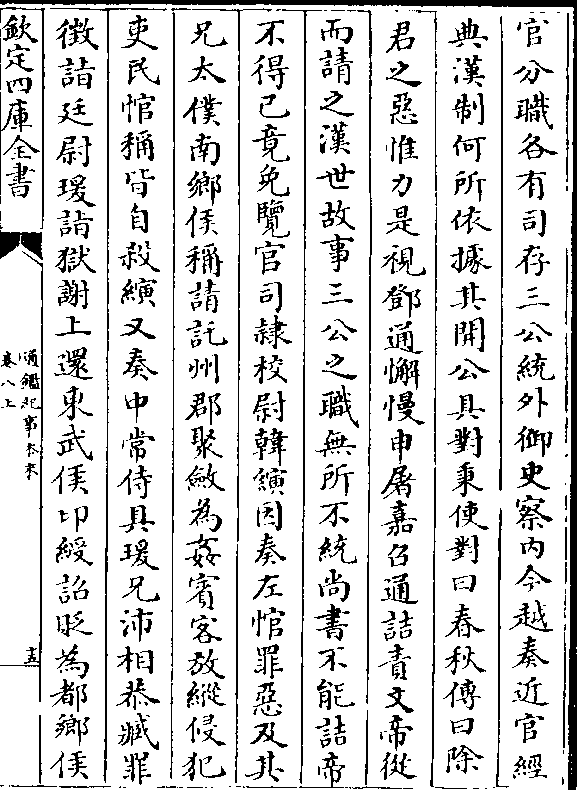 官分職各有司存三公統外御史察内今越奏近官經
典漢制何所依據其開公具對秉使對曰春秋傳曰除
君之惡惟力是視鄧通懈慢申屠嘉召通詰責文帝從
而請之漢世故事三公之職無所不統尚書不能詰帝
不得已竟免覽官司隸校尉韓縯因奏左悺罪惡及其
兄太僕南鄉侯稱請託州郡聚斂為姦賓客放縱侵犯
吏民悺稱皆自殺縯又奏中常侍具瑗兄沛相恭臧罪
徵詣廷尉瑗詣獄謝上還東武侯印綬詔貶為都鄉侯
欽定四庫全書
通鑑紀事本末
卷八上
十五